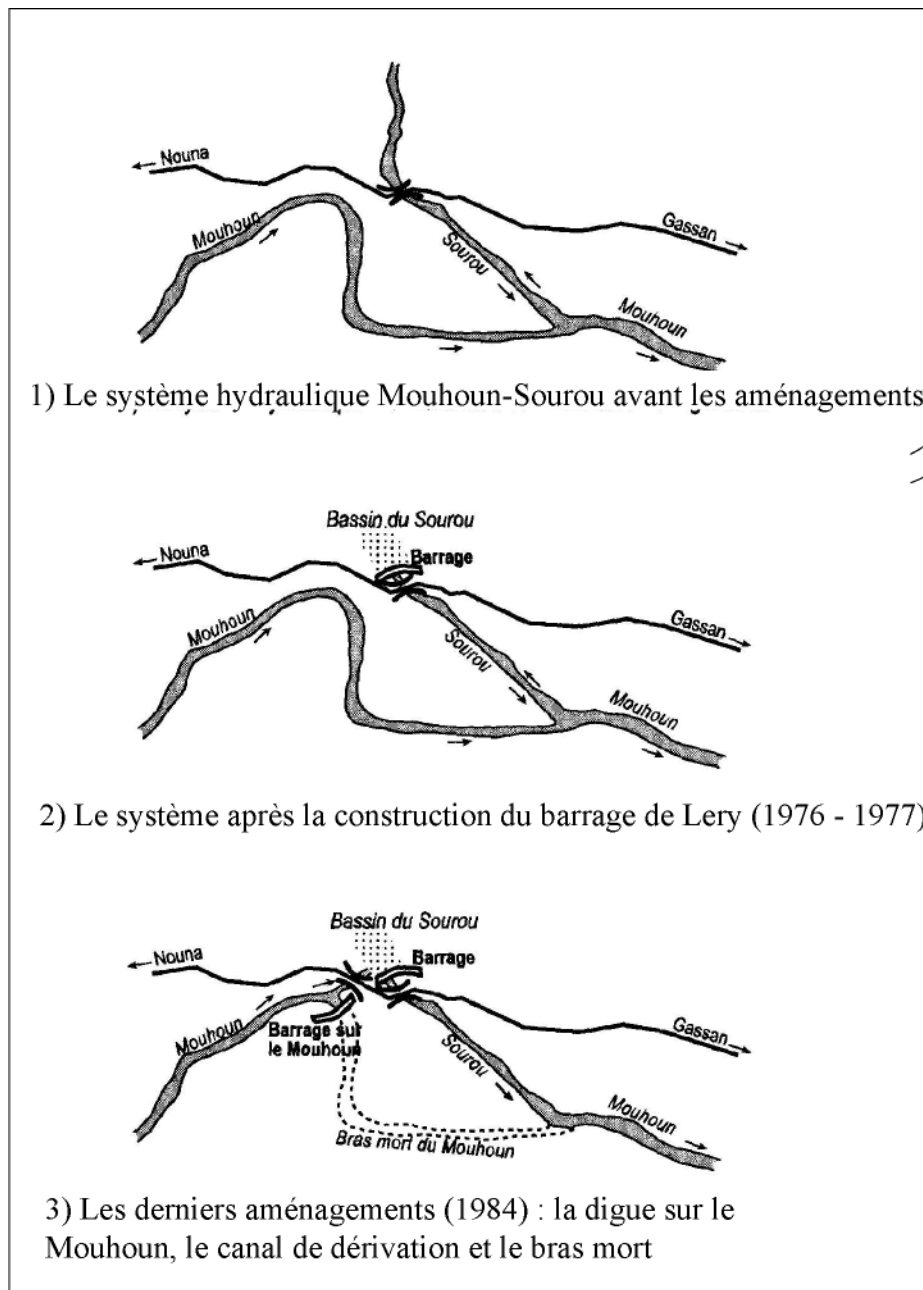 Nouna
Mouhoun
Sourou
Gassan
Mouhoun
1) Le système hydraulique Mouhoun-Sourou avant les aménagements
Bassin du Sourou
Nouna
Barrage
Mouhoun
Sourou
Gassan
Mouhoun
2) Le système après la construction du barrage de Lery (1976 - 1977)
Bassin du Sourou
Nouna
Barrage
Mouhoun
Barrage sur
le Mouhoun
Sourou
Gassan
Mouhoun
Bras mort du Mouhoun
3) Les derniers aménagements (1984) : la digue sur le
Mouhoun, le canal de dérivation et le bras mort